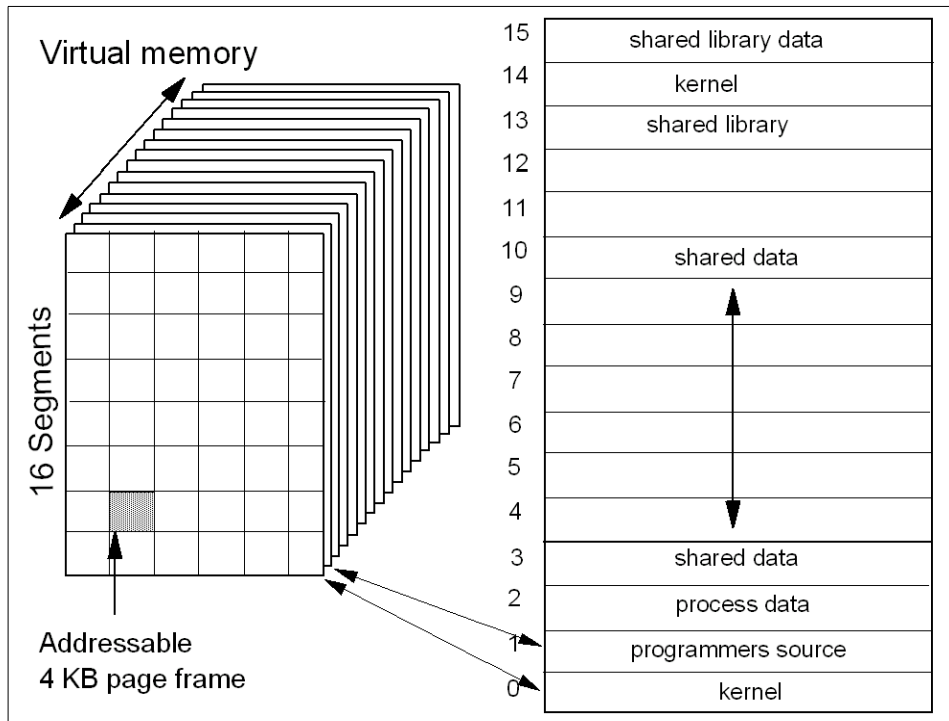 Virtual memory
16 Segments
Addressable
4 KB page frame
15 shared library data
14 kernel
13 shared library
12
11
10 shared data
9
8
7
6
5
4
3 shared data
2 process data
1 programmers source
0 kernel